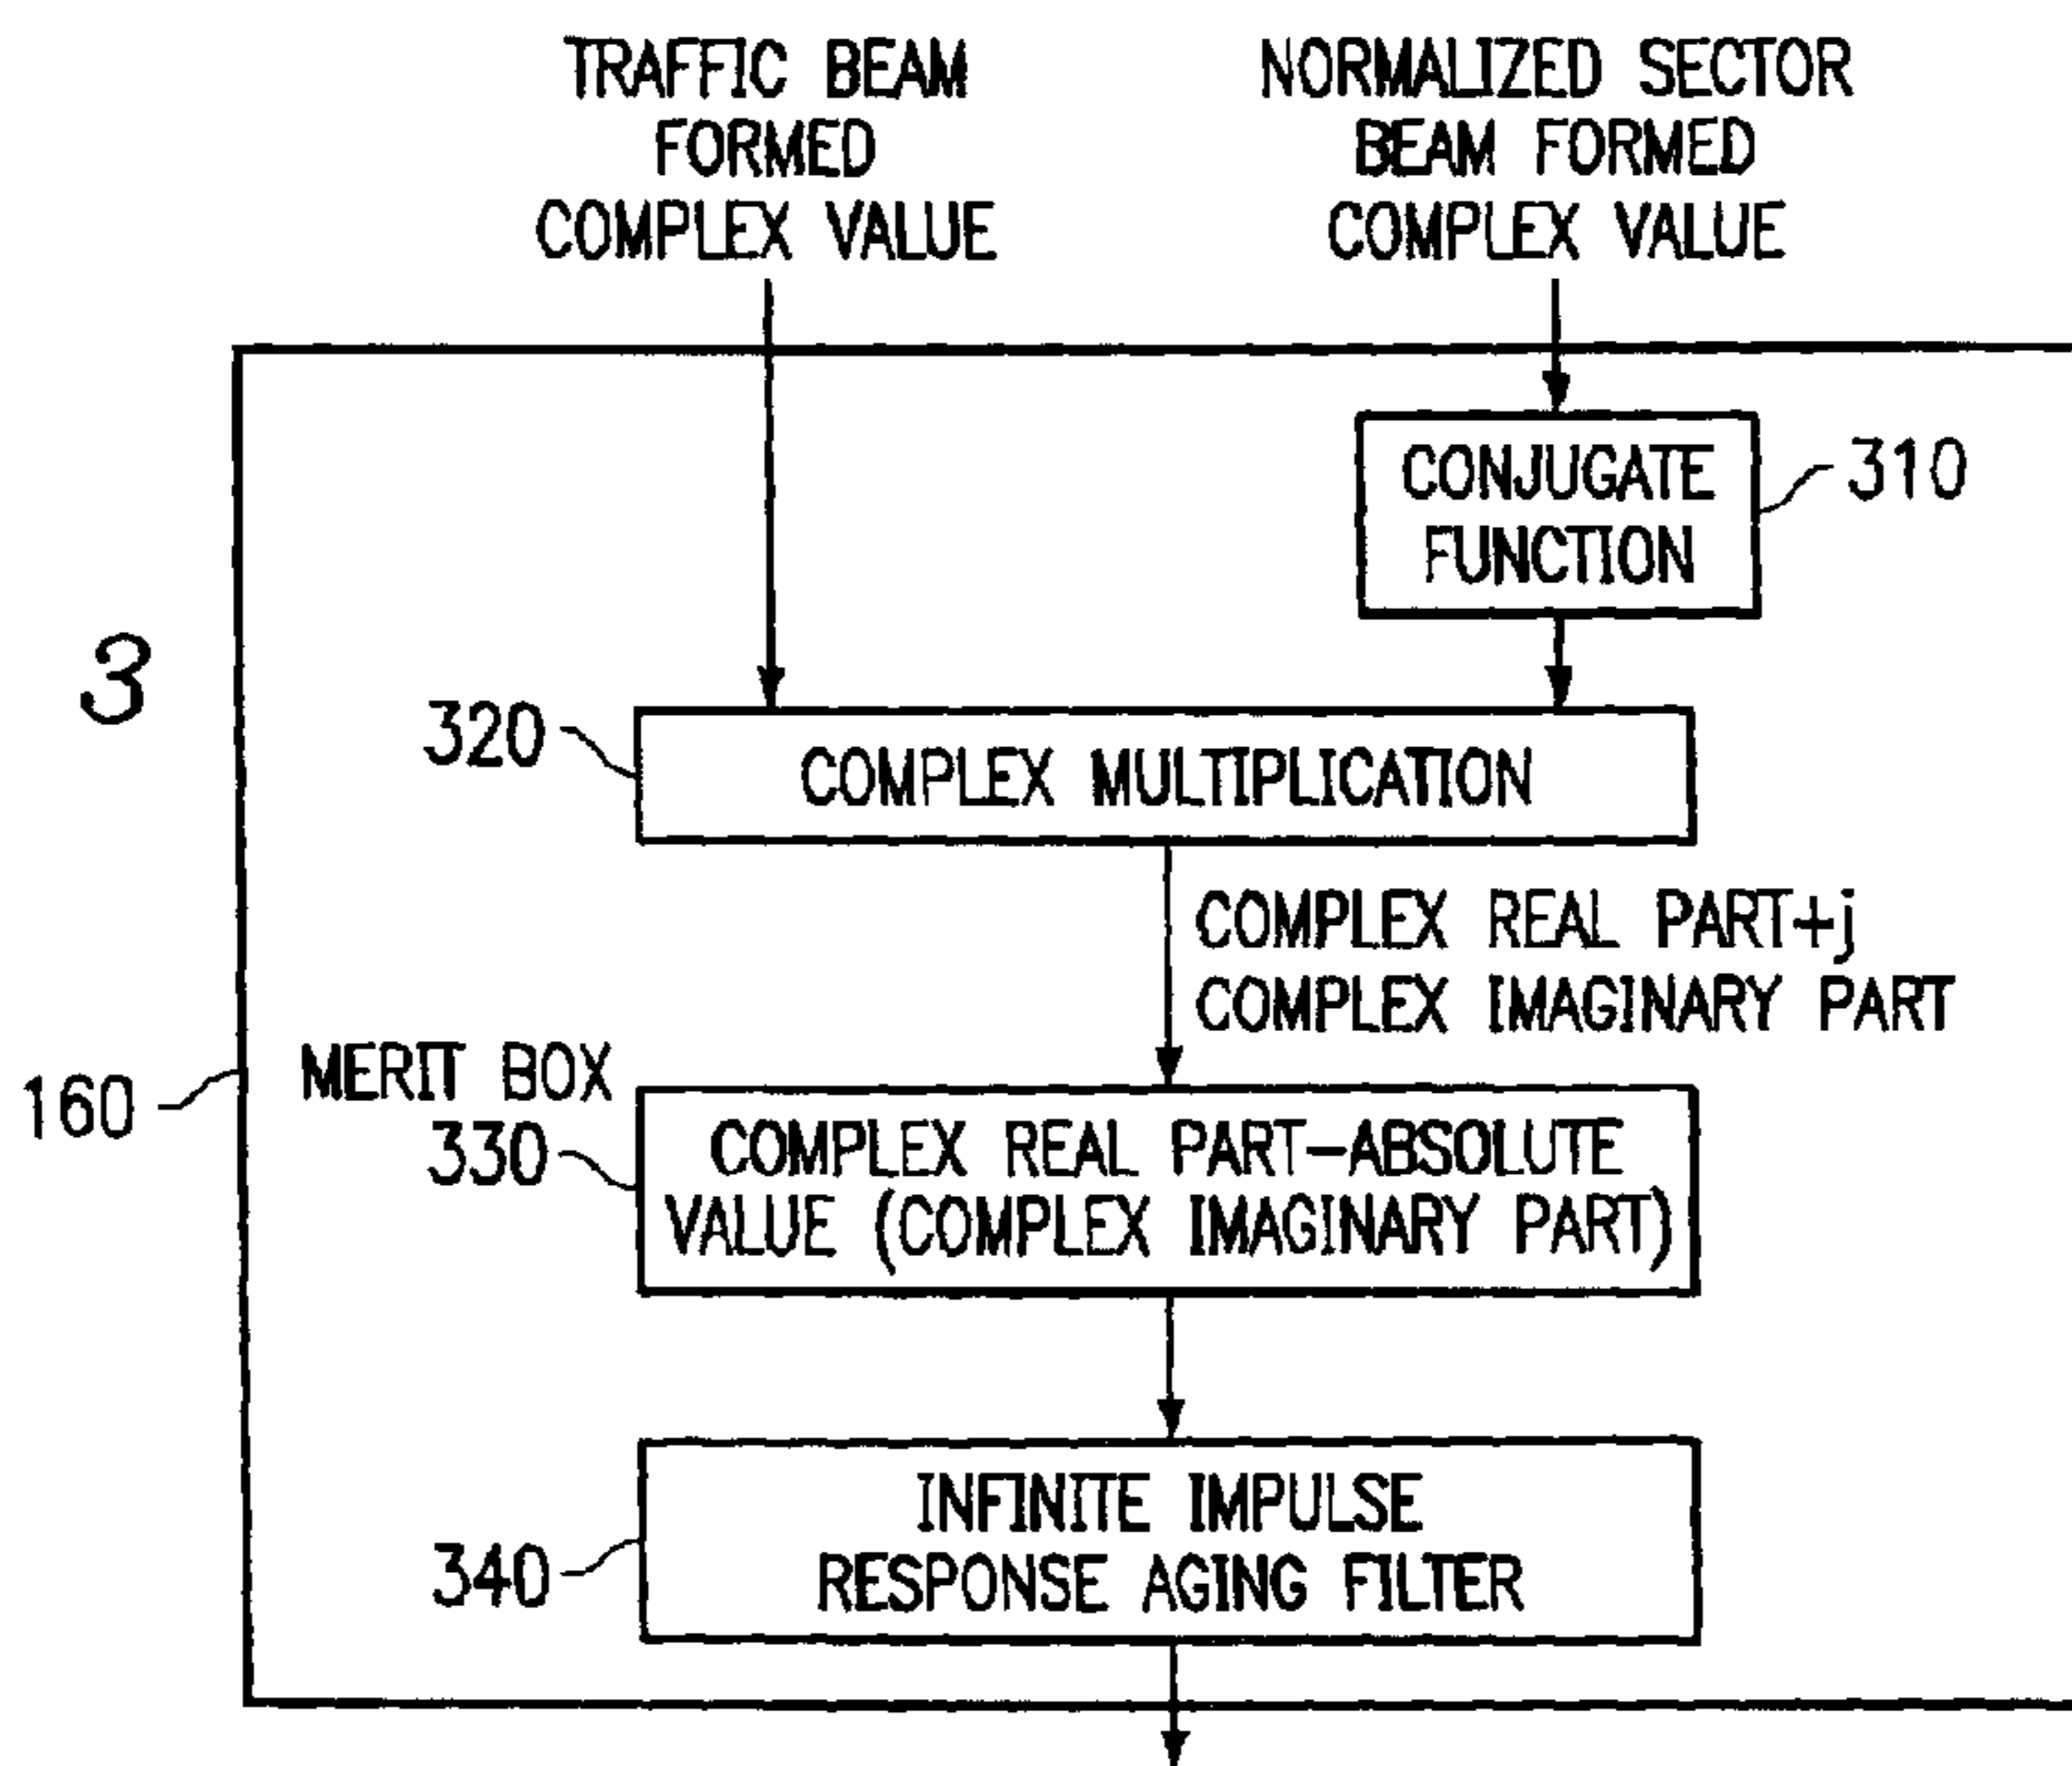 TRAFFIC BEAM
FORMED
COMPLEX VALUE
NORMALIZED SECTOR
BEAM FORMED
COMPLEX VALUE
CONJUGATE
FUNCTION
310
3
320
COMPLEX MULTIPLICATION
COMPLEX REAL PART+j
COMPLEX IMAGINARY PART
160
MERIT BOX
330
COMPLEX REAL PART-ABSOLUTE
VALUE (COMPLEX IMAGINARY PART)
340
INFINITE IMPULSE
RESPONSE AGING FILTER